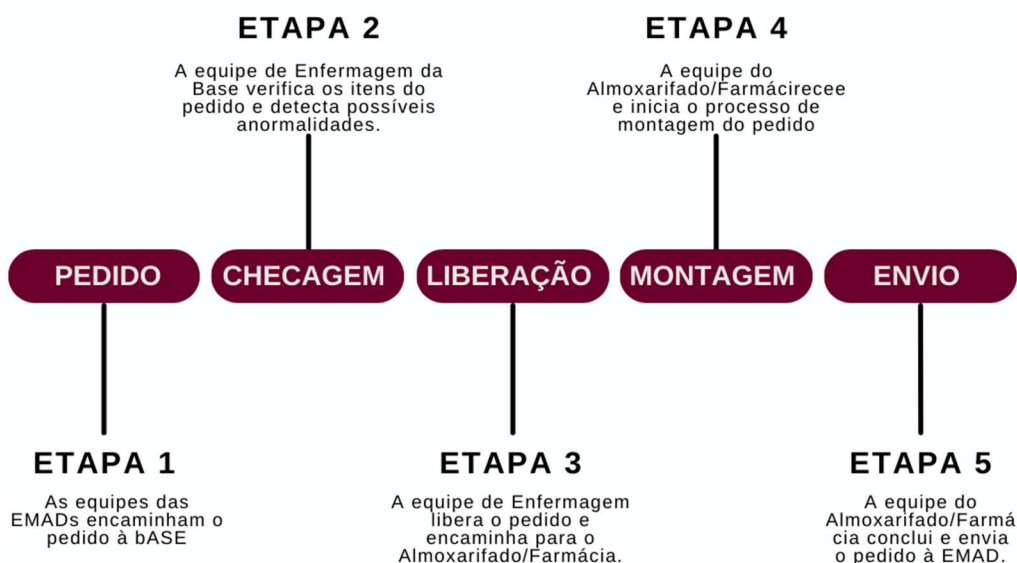 ETAPA 2
A equipe de Enfermagem da
Base verifica os itens do
pedido e detecta possíveis
anormalidades.
ETAPA 4
A equipe do
Almoxarifado/Farmácirecee
e inicia o processo de
montagem do pedido
PEDIDO
CHECAGEM
LIBERAÇÃO
MONTAGEM
ENVIO
ETAPA 1
As equipes das
EMADs encaminham o
pedido à bASE
ETAPA 3
A equipe de Enfermagem
libera o pedido e
encaminha para o
Almoxarifado/Farmácia.
ETAPA 5
A equipe do
Almoxarifado/Farmá
cia conclui e envia
o pedido à EMAD.